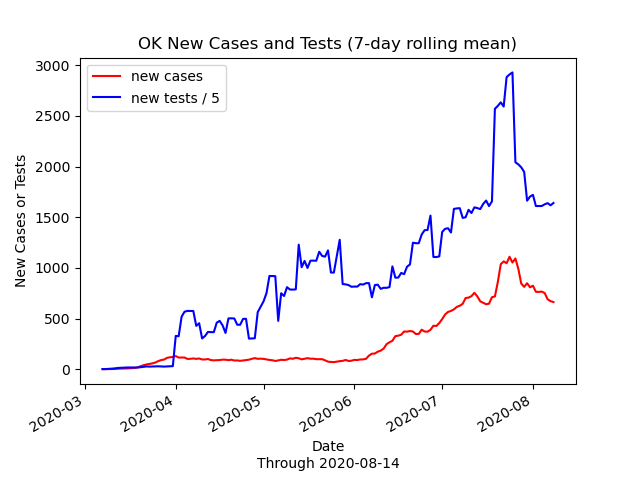 OK New Cases and Tests (7-day rolling mean)
new cases
new tests / 5
New Cases or Tests
3000
2500
2000
1500
1000
500
0
2020-03
2020-04
2020-05
2020-06
2020-07
2020-08
Date
Through 2020-08-14